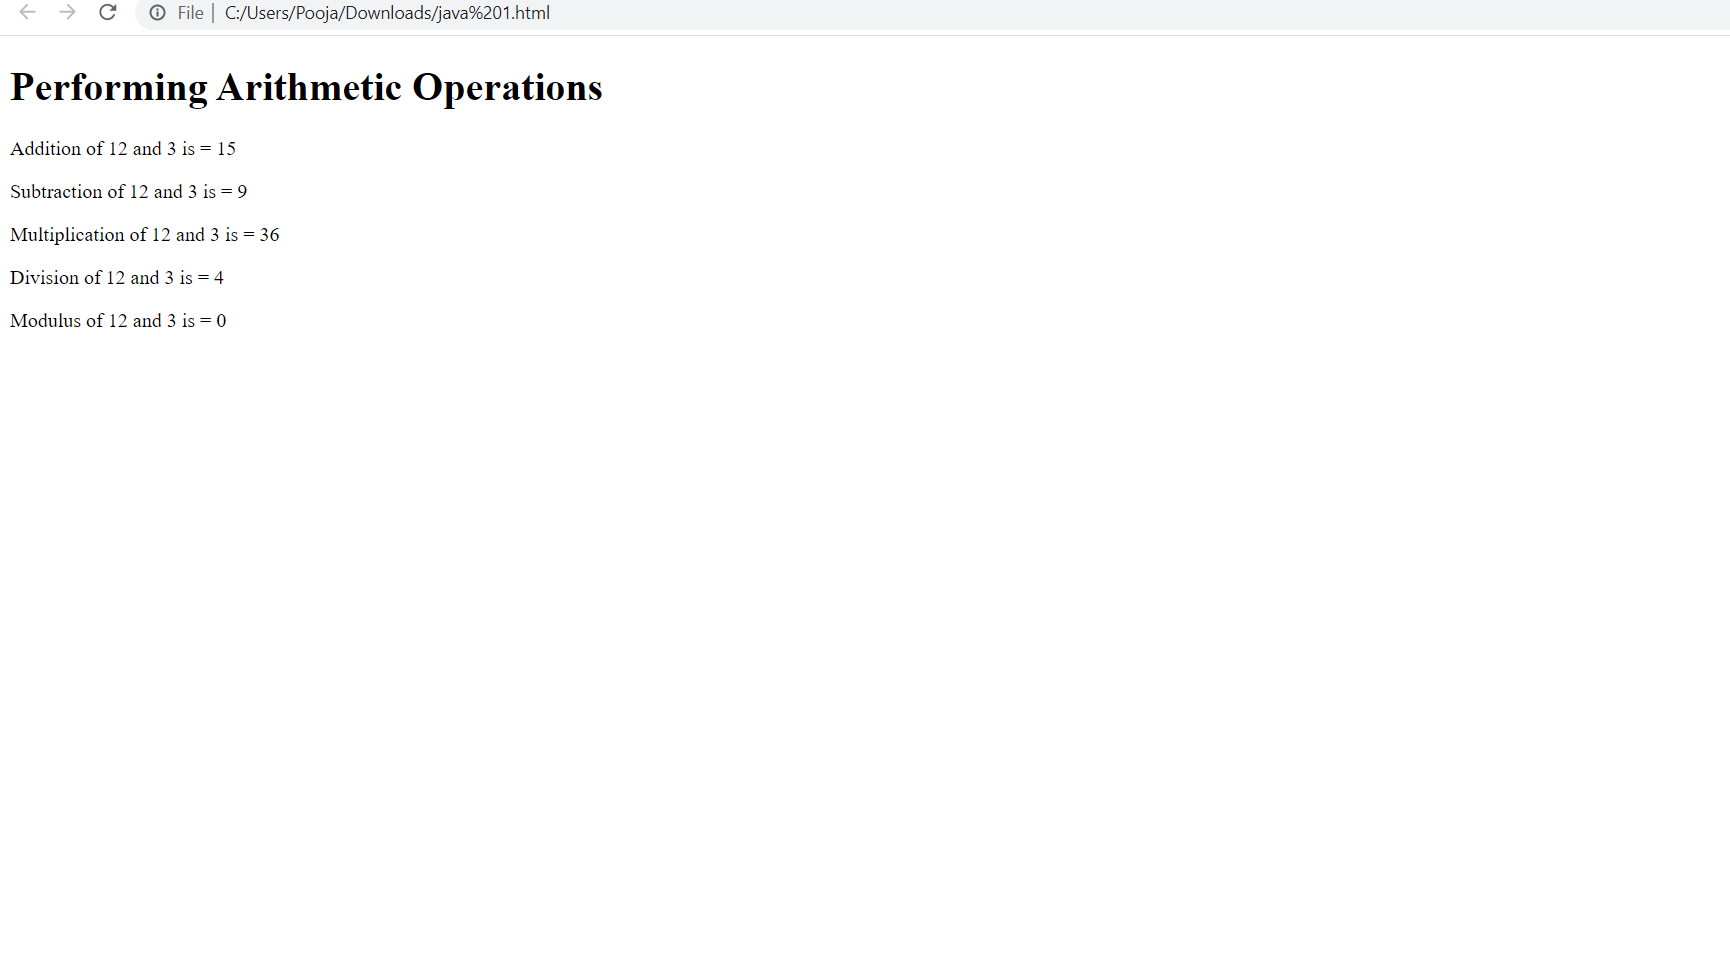 File | C:/Users/Pooja/Downloads/java%201.html
Performing Arithmetic Operations
Addition of 12 and 3 is = 15
Subtraction of 12 and 3 is = 9
Multiplication of 12 and 3 is = 36
Division of 12 and 3 is = 4
Modulus of 12 and 3 is = 0